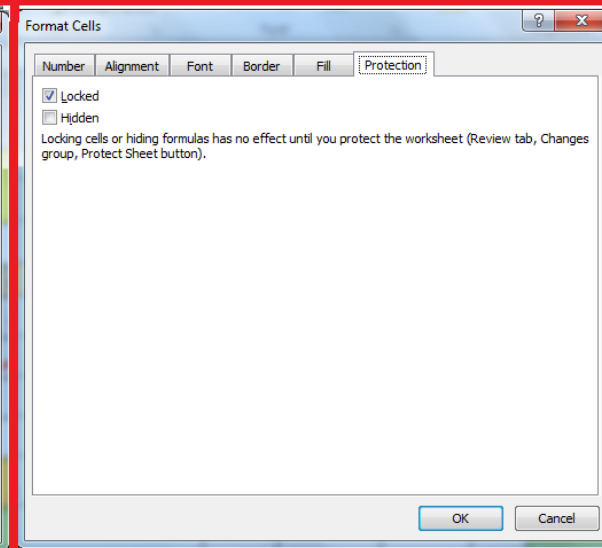 Format Cells
Number Alignment Font Border Fill Protection
Locked
Hidden
Locking cells or hiding formulas has no effect until you protect the worksheet (Review tab, Changes
group, Protect Sheet button).
OK Cancel